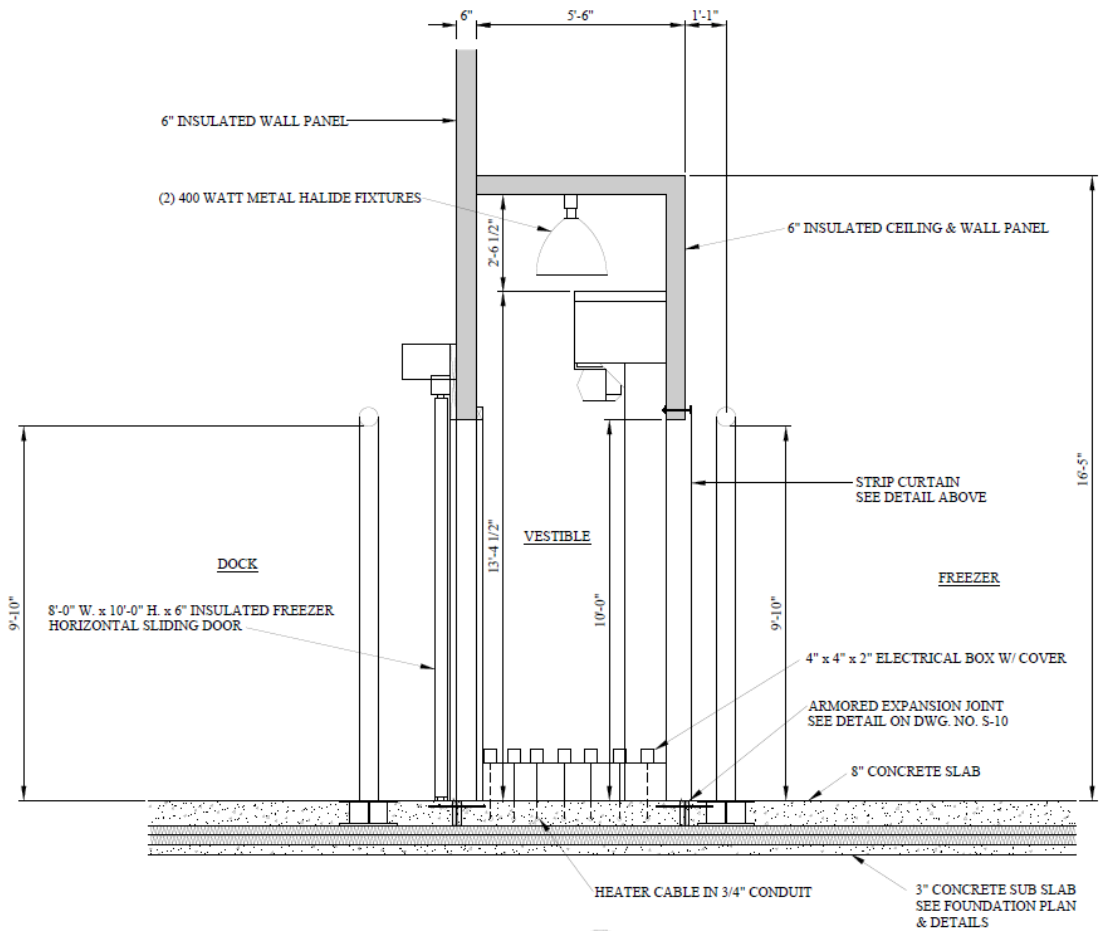 6"
5'-6"
1'-1"
6" INSULATED WALL PANEL
(2) 400 WATT METAL HALIDE FIXTURES
2'-6 1/2"
6" INSULATED CEILING & WALL PANEL
16'-5"
STRIP CURTAIN
SEE DETAIL ABOVE
13'-4 1/2"
VESTIBLE
DOCK
FREEZER
9'-10"
8'-0" W. x 10'-0" H. x 6" INSULATED FREEZER
HORIZONTAL SLIDING DOOR
10'-0"
9'-10"
4" x 4" x 2" ELECTRICAL BOX W/ COVER
ARMORED EXPANSION JOINT
SEE DETAIL ON DWG. NO. S-10
8" CONCRETE SLAB
HEATER CABLE IN 3/4" CONDUIT
3" CONCRETE SUB SLAB
SEE FOUNDATION PLAN
& DETAILS